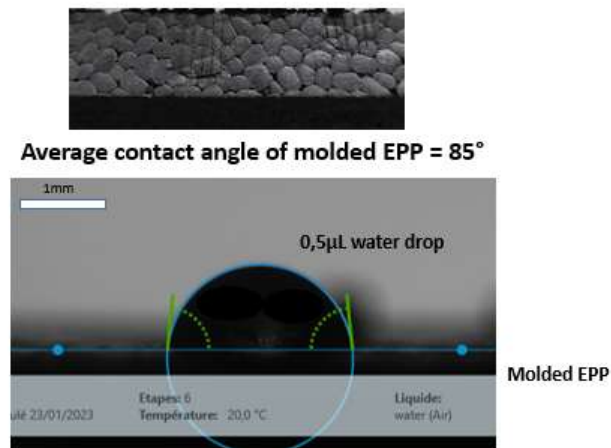 Average contact angle of molded EPP = 85°
1mm
0,5µL water drop
Molded EPP
Etapes: 6
Liquide:
ulé 23/01/2023
Température: 20,0 °C
water (Air)